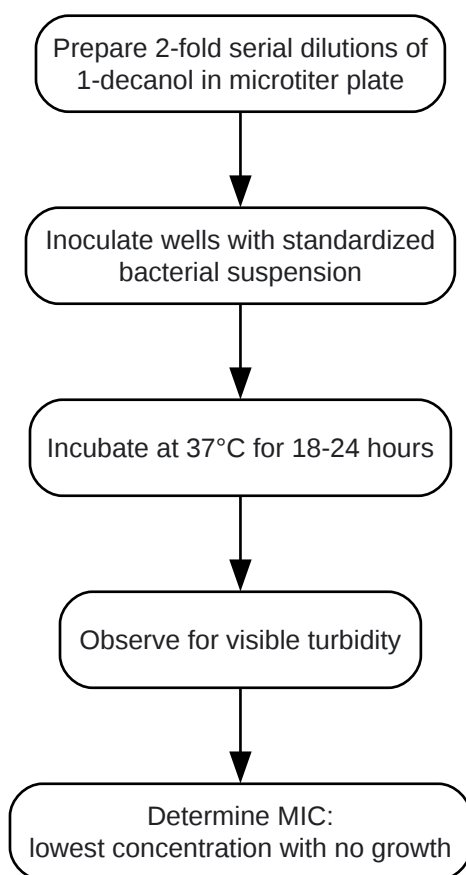 Prepare 2-fold serial dilutions of
1-decanol in microtiter plate
Inoculate wells with standardized
bacterial suspension
Incubate at 37°C for 18-24 hours
Observe for visible turbidity
Determine MIC:
lowest concentration with no growth